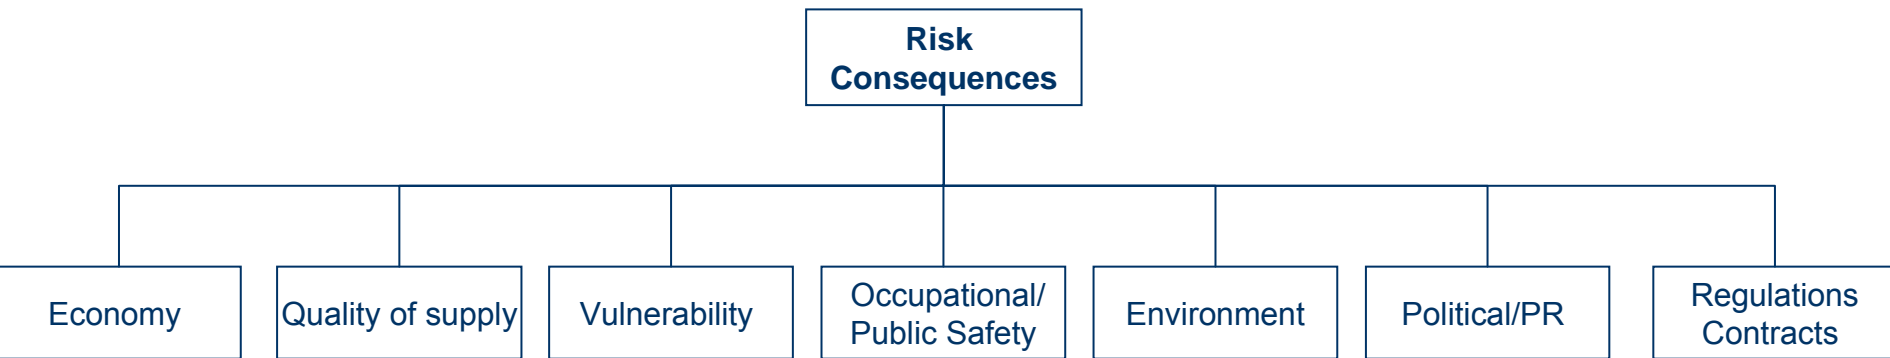 Risk
Consequences
Economy
Quality of supply
Vulnerability
Occupational/
Public Safety
Environment
Political/PR
Regulations
Contracts